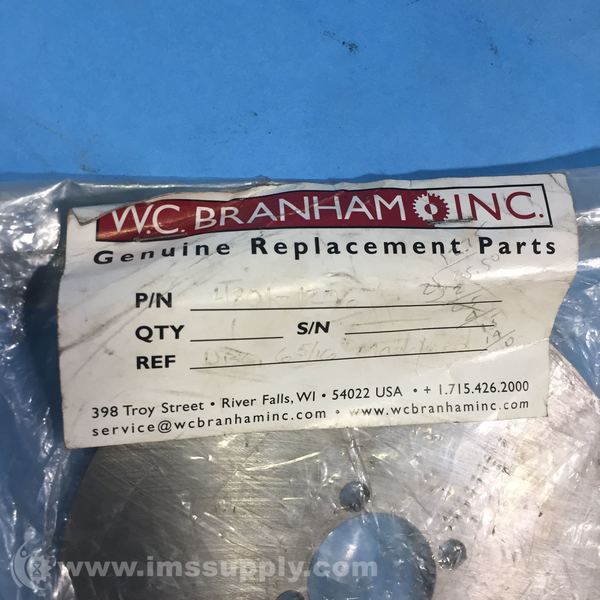 W.C. BRANHAM INC.
Genuine Replacement Parts
P/N
QTY 1 S/N
REF
398 Troy Street • River Falls, WI • 54022 USA • + 1.715.426.2000
service@wcbranhaminc.com • www.wcbranhaminc.com
www.imssupply.com